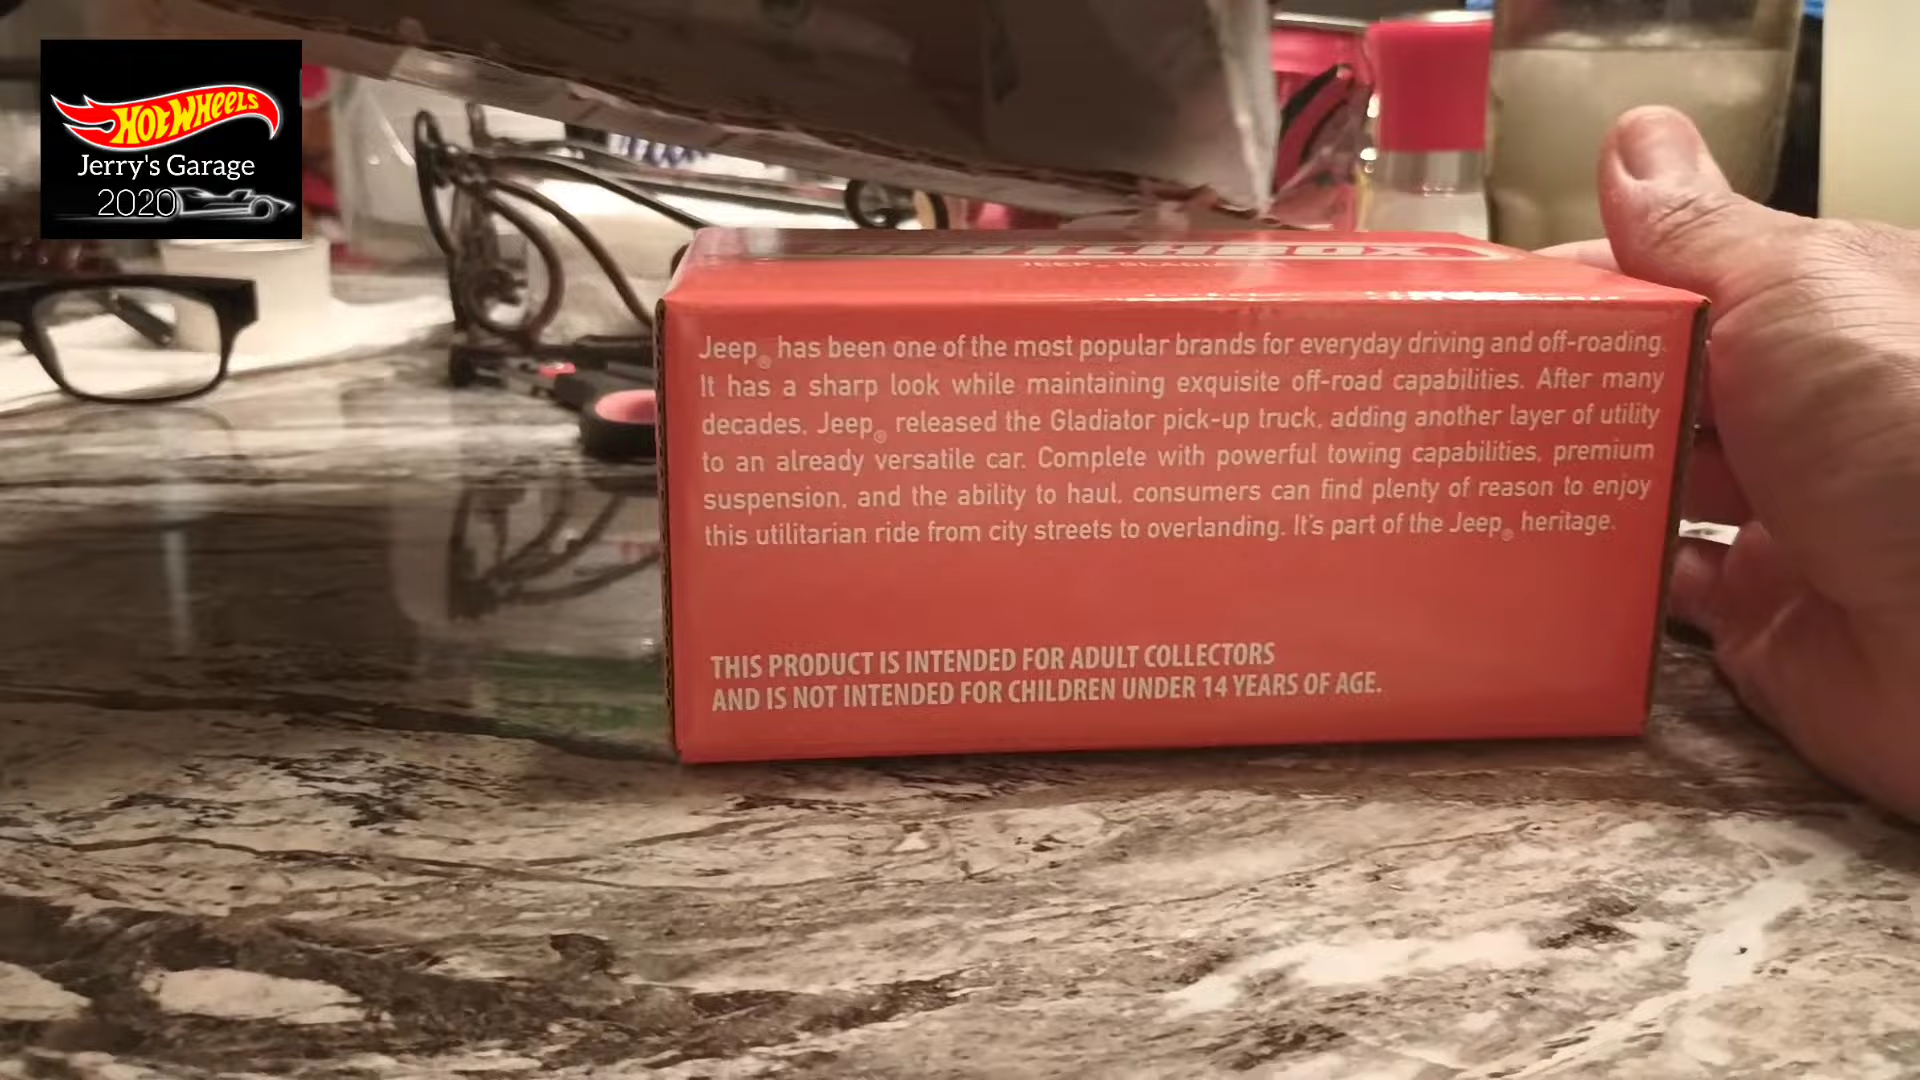 HOT WHEELS
Jerry's Garage
2020
JEEP® GLADIATOR
Jeep® has been one of the most popular brands for everyday driving and off-roading.
It has a sharp look while maintaining exquisite off-road capabilities. After many
decades, Jeep® released the Gladiator pick-up truck, adding another layer of utility
to an already versatile car. Complete with powerful towing capabilities, premium
suspension, and the ability to haul, consumers can find plenty of reason to enjoy
this utilitarian ride from city streets to overlanding. It's part of the Jeep® heritage.
THIS PRODUCT IS INTENDED FOR ADULT COLLECTORS
AND IS NOT INTENDED FOR CHILDREN UNDER 14 YEARS OF AGE.